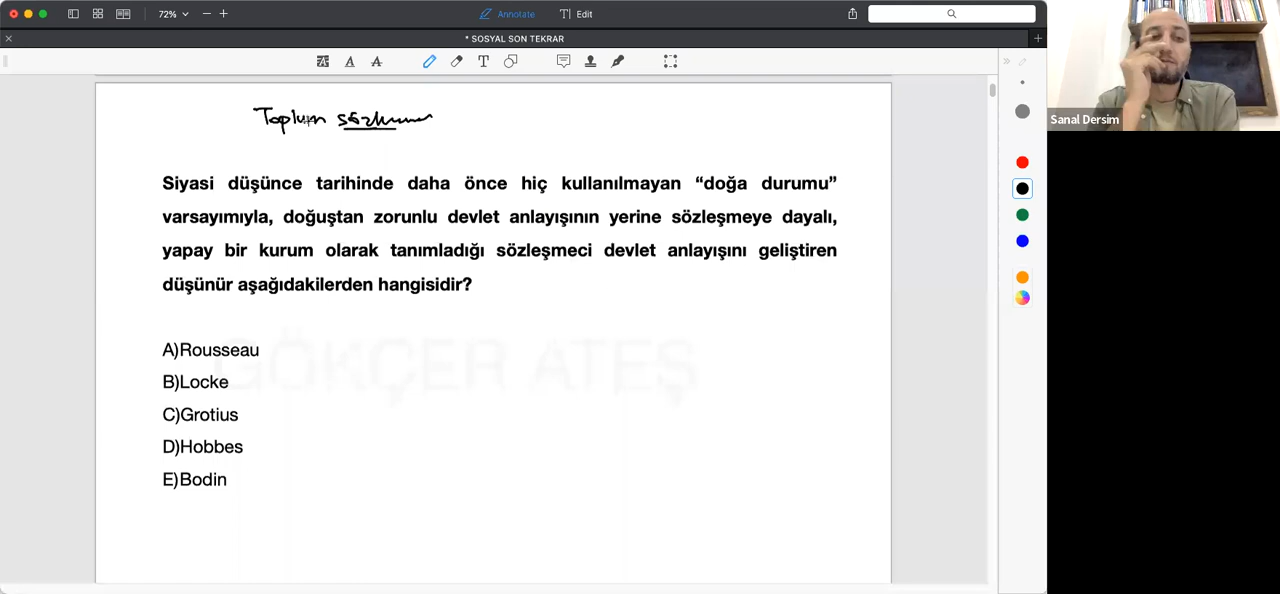 72%
Annotate
Edit
* SOSYAL SON TEKRAR
Sanal Dersim
Toplum
Siyasi düşünce tarihinde daha önce hiç kullanılmayan “doğa durumu”
varsayımıyla, doğuştan zorunlu devlet anlayışının yerine sözleşmeye dayalı,
yapay bir kurum olarak tanımladığı sözleşmeci devlet anlayışını geliştiren
düşünür aşağıdakilerden hangisidir?
GÖKÇER ATEŞ
A)Rousseau
B)Locke
C)Grotius
D)Hobbes
E)Bodin